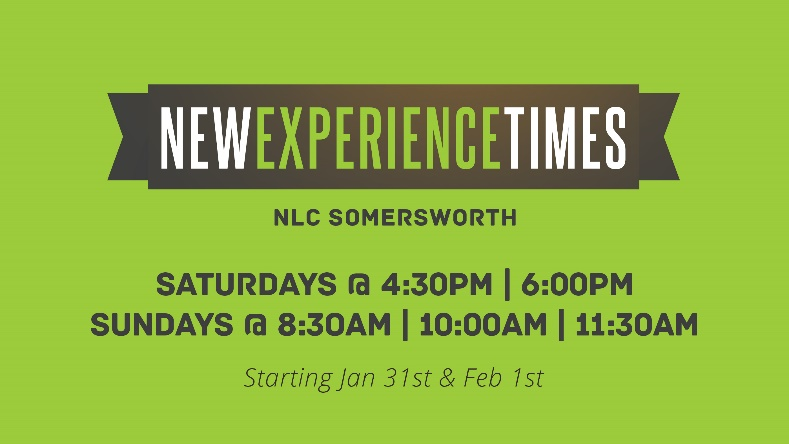 NEWEXPERIENCETIMES
NLC SOMERSWORTH
SATURDAYS @ 4:30PM | 6:00PM
SUNDAYS @ 8:30AM | 10:00AM | 11:30AM
Starting Jan 31st & Feb 1st